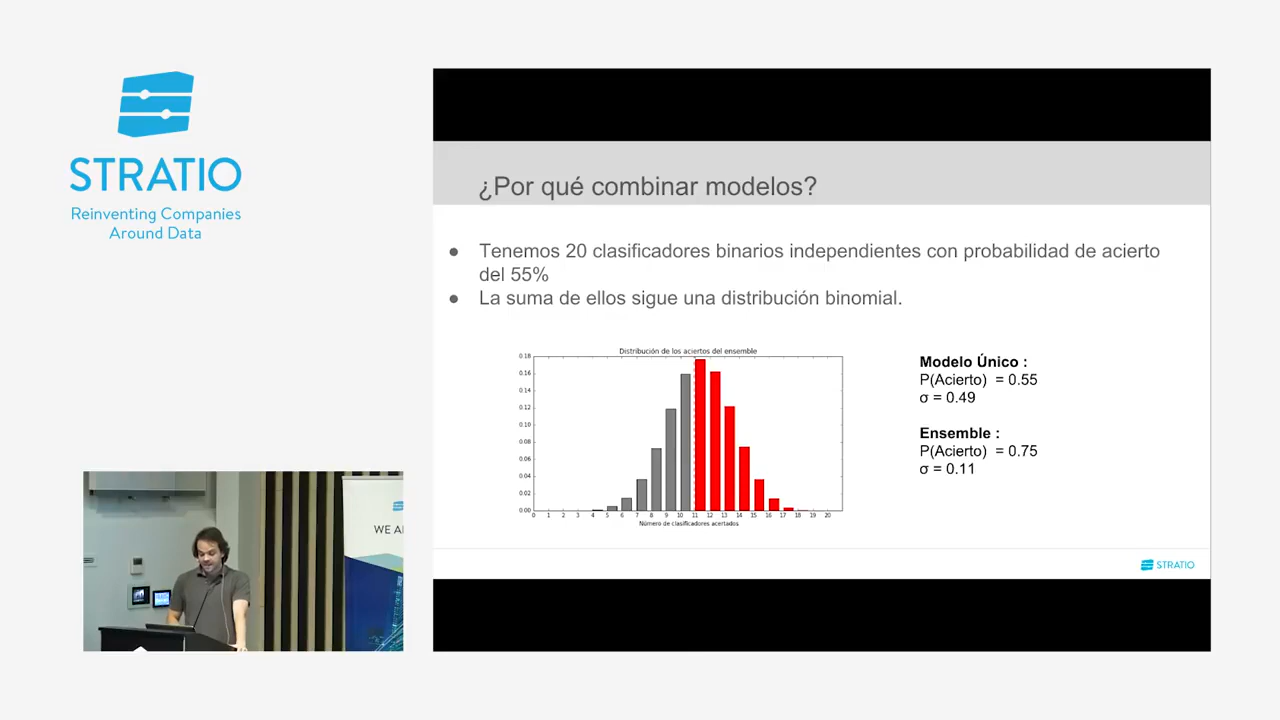 STRATIO
Reinventing Companies
Around Data
¿Por qué combinar modelos?
● Tenemos 20 clasificadores binarios independientes con probabilidad de acierto
del 55%
● La suma de ellos sigue una distribución binomial.
Distribución de los aciertos del ensemble
0.18
0.16
0.14
0.12
0.10
0.08
0.06
0.04
0.02
0.00
0 1 2 3 4 5 6 7 8 9 10 11 12 13 14 15 16 17 18 19 20
Número de clasificadores acertados
Modelo Único :
P(Acierto) = 0.55
σ = 0.49
Ensemble :
P(Acierto) = 0.75
σ = 0.11
STRATIO
WE A